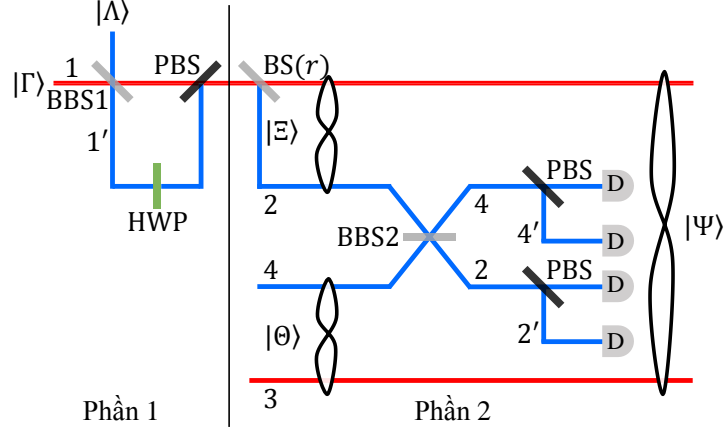 |Λ⟩
|Γ⟩
1
BBS1
PBS
1′
HWP
BS(r)
|Ξ⟩
2
BBS2
4
PBS
D
4′
D
|Ψ⟩
4
2
PBS
D
|Θ⟩
2′
D
3
Phần 1
Phần 2